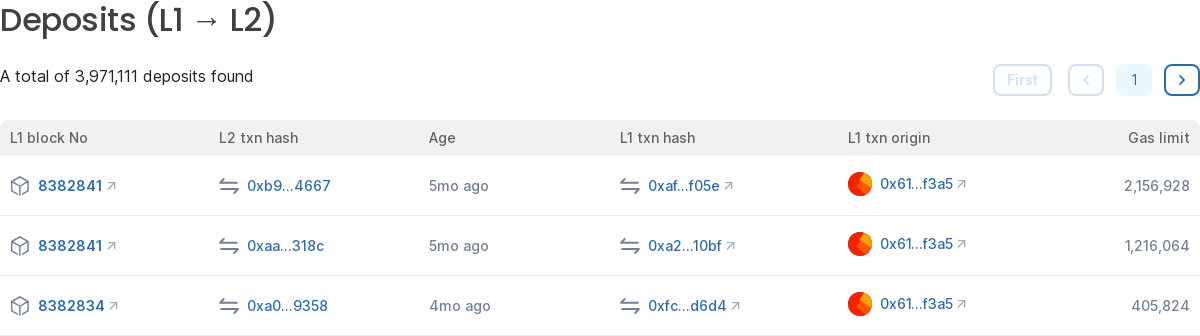 Deposits (L1 → L2)
A total of 3,971,111 deposits found
First 1
L1 block No L2 txn hash Age L1 txn hash L1 txn origin Gas limit
8382841 0xb9...4667 5mo ago 0xaf...f05e 0x61...f3a5 2,156,928
8382841 0xaa...318c 5mo ago 0xa2...10bf 0x61...f3a5 1,216,064
8382834 0xa0...9358 4mo ago 0xfc...d6d4 0x61...f3a5 405,824